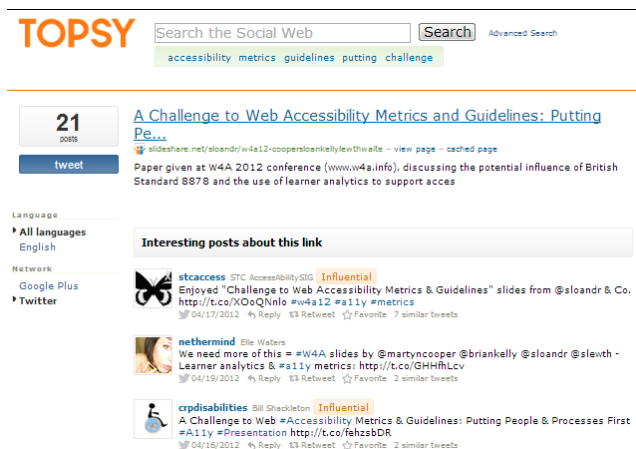 TOPSY
Search the Social Web
Search
Advanced Search
accessibility metrics guidelines putting challenge
21
posts
tweet
A Challenge to Web Accessibility Metrics and Guidelines: Putting
Pe...
slideshare.net/sloandr/w4a12-coopersloankellylewthwaite – view page – cached page
Paper given at W4A 2012 conference (www.w4a.info), discussing the potential influence of British
Standard 8878 and the use of learner analytics to support acces
Language
All languages
English
Network
Google Plus
Twitter
Interesting posts about this link
stcaccess STC AccessAbilitySIG Influential
Enjoyed "Challenge to Web Accessibility Metrics & Guidelines" slides from @sloandr & Co.
http://t.co/XOoQNnlo #w4a12 #a11y #metrics
04/17/2012 Reply Retweet Favorite 7 similar tweets
nethermind Elle Waters
We need more of this = #W4A slides by @martyncooper @briankelly @sloandr @slewth -
Learner analytics & #a11y metrics: http://t.co/GHHfhLcv
04/19/2012 Reply Retweet Favorite 2 similar tweets
crpdisabilities Bill Shackleton Influential
A Challenge to Web #Accessibility Metrics & Guidelines: Putting People & Processes First
#A11y #Presentation http://t.co/fehzsbDR
04/16/2012 Reply Retweet Favorite 2 similar tweets